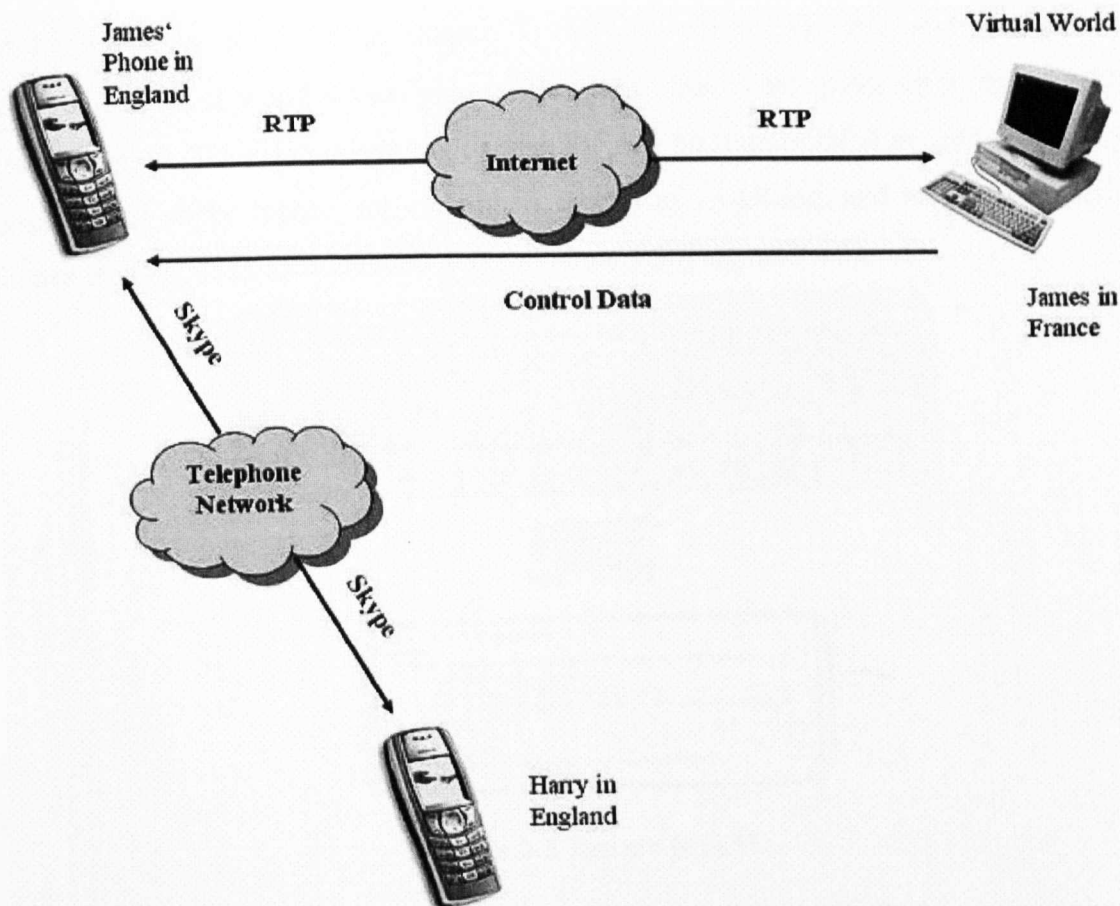 James‘
Phone in
England
Virtual World
RTP
RTP
Internet
Control Data
James in
France
Skype
Telephone
Network
Skype
Harry in
England